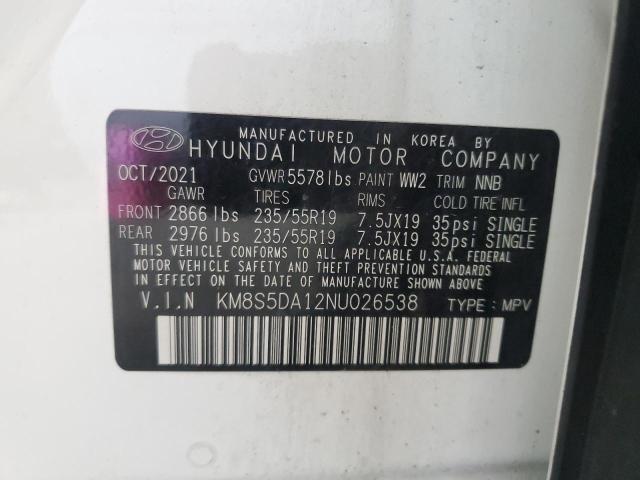 MANUFACTURED IN KOREA BY
HYUNDAI MOTOR COMPANY
OCT/2021 GVWR 5578lbs PAINT WW2 TRIM NNB
GAWR TIRES RIMS COLD TIRE INFL
FRONT 2866 lbs 235/55R19 7.5JX19 35psi SINGLE
REAR 2976 lbs 235/55R19 7.5JX19 35psi SINGLE
THIS VEHICLE CONFORMS TO ALL APPLICABLE U.S.A. FEDERAL
MOTOR VEHICLE SAFETY AND THEFT PREVENTION STANDARDS
IN EFFECT ON THE DATE OF MANUFACTURE SHOWN ABOVE
V.I.N KM8S5DA12NU026538 TYPE : MPV